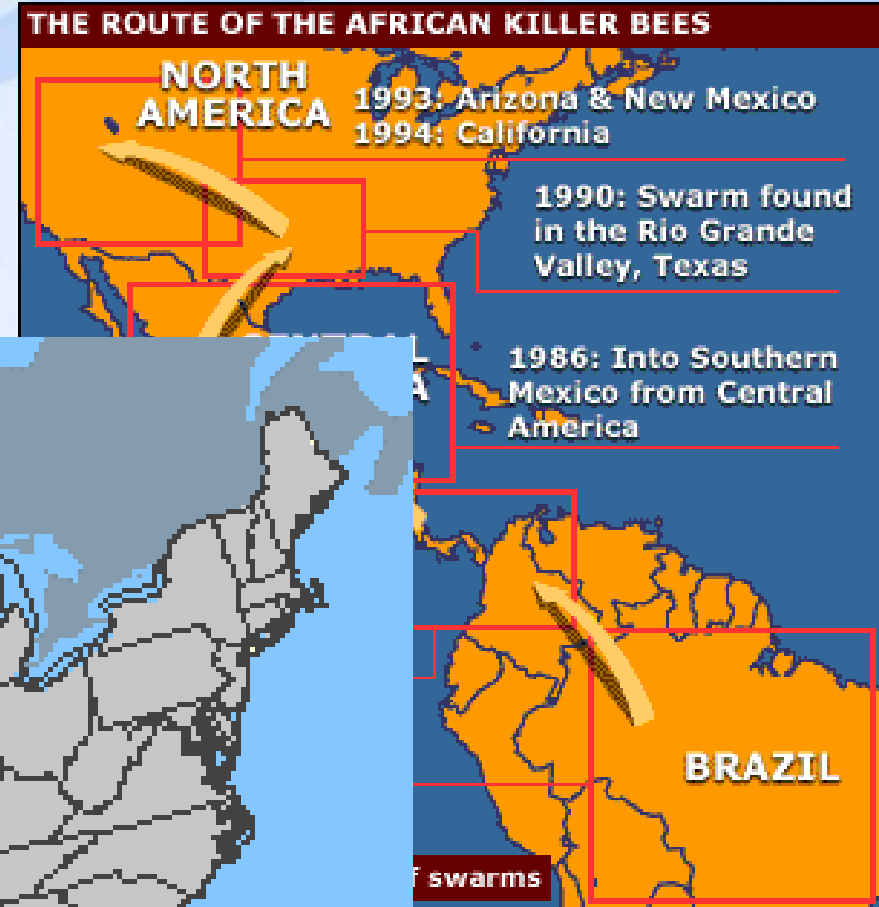 THE ROUTE OF THE AFRICAN KILLER BEES
NORTH
AMERICA
1993: Arizona & New Mexico
1994: California
1990: Swarm found
in the Rio Grande
Valley, Texas
1986: Into Southern
Mexico from Central
America
BRAZIL
swarms